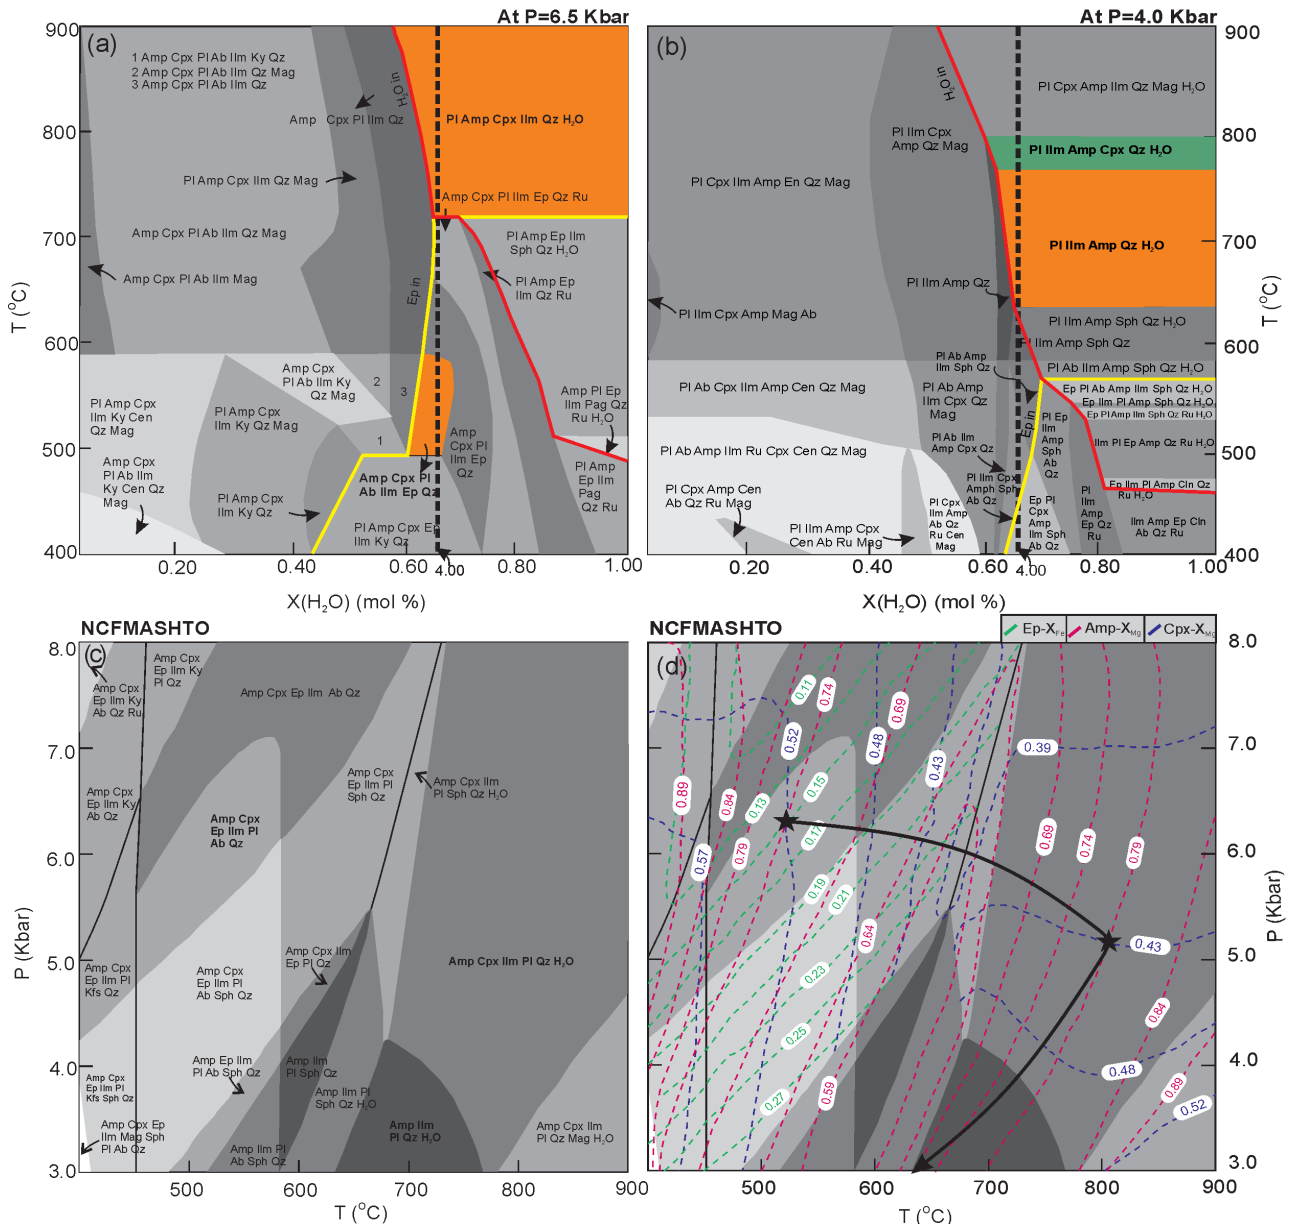 At P=6.5 Kbar
900
800
700
600
500
400
T (°C)
(a)
1 Amp Cpx Pl Ab Ilm Ky Qz
2 Amp Cpx Pl Ab Ilm Qz Mag
3 Amp Cpx Pl Ab Ilm Qz
H₂O in
Amp Cpx Pl Ilm Qz
Pl Amp Cpx Ilm Qz H₂O
Pl Amp Cpx Ilm Qz Mag
Amp Cpx Pl Ilm Ep Qz Ru
Amp Cpx Pl Ab Ilm Qz Mag
Pl Amp Ep Ilm
Sph Qz H₂O
Amp Cpx Pl Ab Ilm Mag
Pl Amp Ep
Ilm Qz Ru
Ep in
Amp Cpx
Pl Ab Ilm Ky
Qz Mag
2
3
1
Pl Amp Cpx
Ilm Ky Cen
Qz Mag
Pl Amp Cpx
Ilm Ky Qz Mag
Amp Pl Ep
Ilm Pag Qz
Ru H₂O
Amp
Cpx Pl
Ilm Ep
Qz
Amp Cpx
Pl Ab Ilm
Ky Cen Qz
Mag
Amp Cpx Pl
Ab Ilm Ep Qz
Pl Amp
Ep Ilm
Pag
Qz Ru
Pl Amp Cpx
Ilm Ky Qz
Pl Amp Cpx Ep
Ilm Ky Qz
0.20
0.40
0.60
4.00
0.80
1.00
X(H₂O) (mol %)
At P=4.0 Kbar
900
800
700
600
500
400
T (°C)
(b)
H₂O in
Pl Cpx Amp Ilm Qz Mag H₂O
Pl Ilm Cpx
Amp Qz Mag
Pl Ilm Amp Cpx Qz H₂O
Pl Cpx Ilm Amp En Qz Mag
Pl Ilm Amp Qz H₂O
Pl Ilm Amp Qz
Pl Ilm Cpx Amp Mag Ab
Pl Ilm Amp Sph Qz H₂O
Pl Ilm Amp Sph Qz
Pl Ab Amp
Ilm Sph Qz
Pl Ab Ilm Amp Sph Qz H₂O
Pl Ab Cpx Ilm Amp Cen Qz Mag
Pl Ab Amp
Ilm Cpx Qz
Mag
Ep Pl Ab Amp Ilm Sph Qz H₂O
Ep Ilm Pl Amp Sph Qz H₂O
Ep Pl Amp Ilm Sph Qz Ru H₂O
Ep in
Pl Ep
Ilm
Amp
Sph
Ab
Qz
Pl Ab Amp Ilm Ru Cpx Cen Qz Mag
Pl Ab Ilm
Amp Cpx Qz
Ilm Pl Ep Amp Qz Ru H₂O
Pl Cpx Amp Cen
Ab Qz Ru Mag
Pl Ilm Cpx
Amph Sph
Ab Qz
Ep Ilm Pl Amp Cln Qz
Ru H₂O
Pl Cpx
Ilm Amp
Ab Qz
Ru Cen
Mag
Ep Pl
Cpx
Amp
Ilm Sph
Ab Qz
Pl
Ilm
Amp
Ep Qz
Ru
Ilm Amp Ep Cln
Ab Qz Ru
Pl Ilm Amp Cpx
Cen Ab Ru Mag
0.20
0.40
0.60
4.00
0.80
1.00
X(H₂O) (mol %)
NCFMASHTO
8.0
7.0
6.0
5.0
4.0
3.0
P (Kbar)
(c)
Amp Cpx
Ep Ilm Ky
Ab Qz Ru
Amp Cpx
Ep Ilm Ky
Pl Qz
Amp Cpx Ep Ilm Ab Qz
Amp Cpx
Ep Ilm Pl
Sph Qz
Amp Cpx Ilm
Pl Sph Qz H₂O
Amp Cpx
Ep Ilm Ky
Ab Qz
Amp Cpx
Ep Ilm Pl
Ab Qz
Amp Cpx
Ep Ilm Pl
Kfs Qz
Amp Cpx
Ep Ilm Pl
Ab Sph Qz
Amp Cpx Ilm
Ep Pl Qz
Amp Cpx Ilm Pl Qz H₂O
Amp Cpx
Ep Ilm Pl
Kfs Sph Qz
Amp Ep Ilm
Pl Ab Sph Qz
Amp Ilm
Pl Sph Qz
Amp Ilm Pl
Sph Qz H₂O
Amp Cpx Ep
Ilm Mag Sph
Pl Ab Qz
Amp Ilm Pl
Ab Sph Qz
Amp Ilm
Pl Qz H₂O
Amp Cpx Ilm
Pl Qz Mag H₂O
500
600
700
800
900
T (°C)
NCFMASHTO
Ep-X_Fe
Amp-X_Mg
Cpx-X_Mg
(d)
8.0
7.0
6.0
5.0
4.0
3.0
P (Kbar)
0.11
0.74
0.69
0.52
0.48
0.43
0.39
0.89
0.84
0.13
0.15
0.17
0.79
0.57
0.69
0.74
0.79
0.19
0.21
0.64
0.43
0.23
0.25
0.84
0.27
0.59
0.48
0.89
0.52
500
600
700
800
900
T (°C)